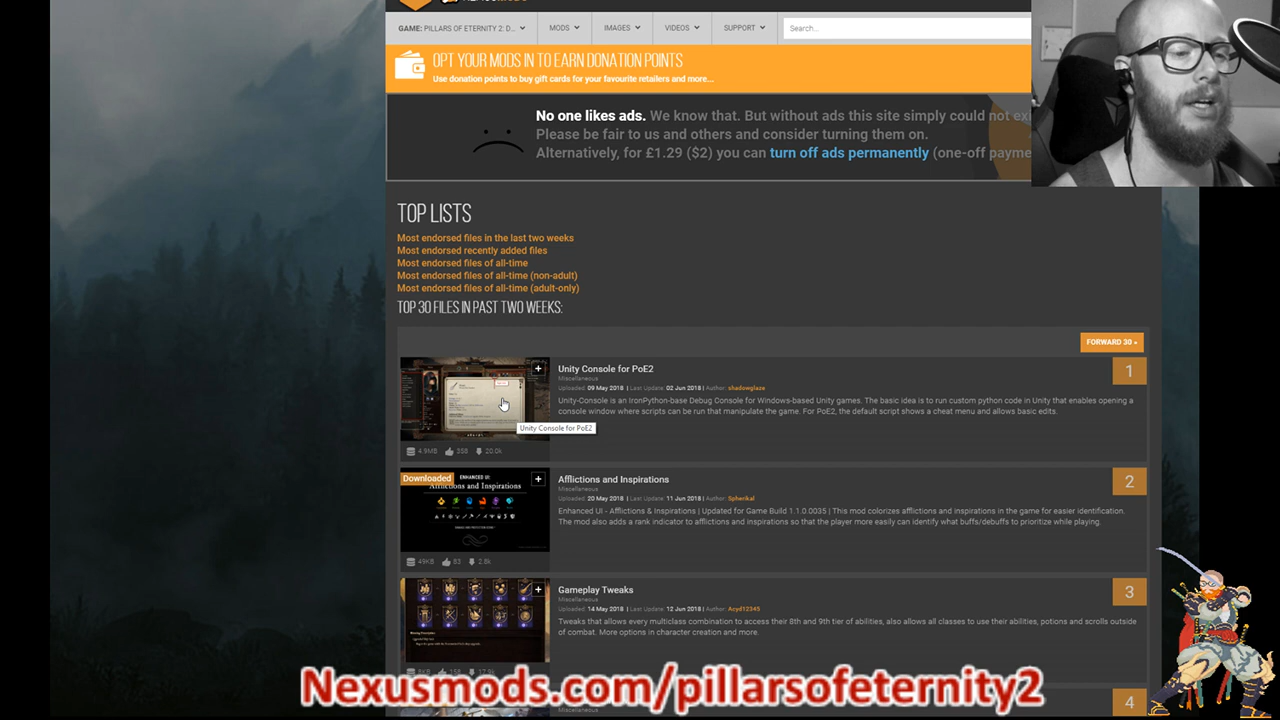 GAME: PILLARS OF ETERNITY 2: D... MODS IMAGES VIDEOS SUPPORT Search...
OPT YOUR MODS IN TO EARN DONATION POINTS
Use donation points to buy gift cards for your favourite retailers and more...
No one likes ads. We know that. But without ads this site simply could not
Please be fair to us and others and consider turning them on.
Alternatively, for £1.29 ($2) you can turn off ads permanently (one-off
TOP LISTS
Most endorsed files in the last two weeks
Most endorsed recently added files
Most endorsed files of all-time
Most endorsed files of all-time (non-adult)
Most endorsed files of all-time (adult-only)
TOP 30 FILES IN PAST TWO WEEKS:
FORWARD 30 »
Unity Console for PoE2
1
Miscellaneous
Uploaded: 09 May 2018 | Last Update: 02 Jun 2018 | Author: shadowglaze
Unity-Console is an IronPython-base Debug Console for Windows-based Unity games. The basic idea is to run custom python code in Unity that enables opening a
console window where scripts can be run that manipulate the game. For PoE2, the default script shows a cheat menu and allows basic edits.
Unity Console for PoE2
4.9MB 20.0k
Downloaded
ENHANCED UI:
Afflictions and Inspirations
Afflictions and Inspirations
2
Miscellaneous
Uploaded: 20 May 2018 | Last Update: 11 Jun 2018 | Author: Spherikal
Enhanced UI - Afflictions & Inspirations | Updated for Game Build 1.1.0.0035 | This mod colorizes afflictions and inspirations in the game for easier identification.
The mod also adds a rank indicator to afflictions and inspirations so that the player more easily can identify what buffs/debuffs to prioritize while playing.
49KB 2.8k
Gameplay Tweaks
3
Miscellaneous
Uploaded: 14 May 2018 | Last Update: 12 Jun 2018 | Author: Acyd12345
Tweaks that allows every multiclass combination to access their 8th and 9th tier of abilities, also allows all classes to use their abilities, potions and scrolls outside
of combat. More options in character creation and more.
Nexusmods.com/pillarsofeternity2
4
Miscellaneous